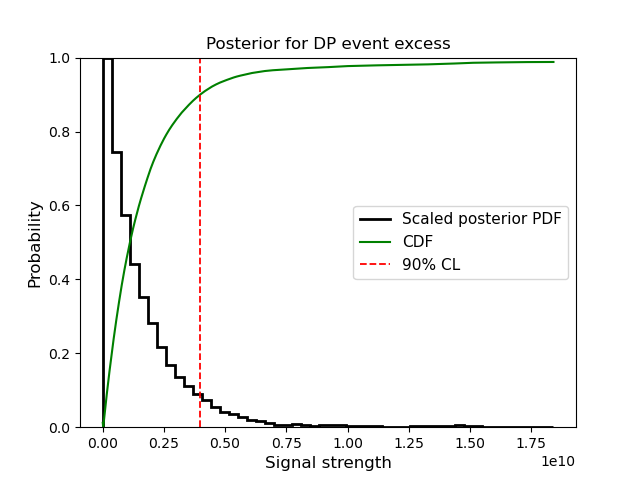 Posterior for DP event excess
1.0
0.8
0.6
0.4
0.2
0.0
Probability
Scaled posterior PDF
CDF
90% CL
0.00 0.25 0.50 0.75 1.00 1.25 1.50 1.75
1e10
Signal strength